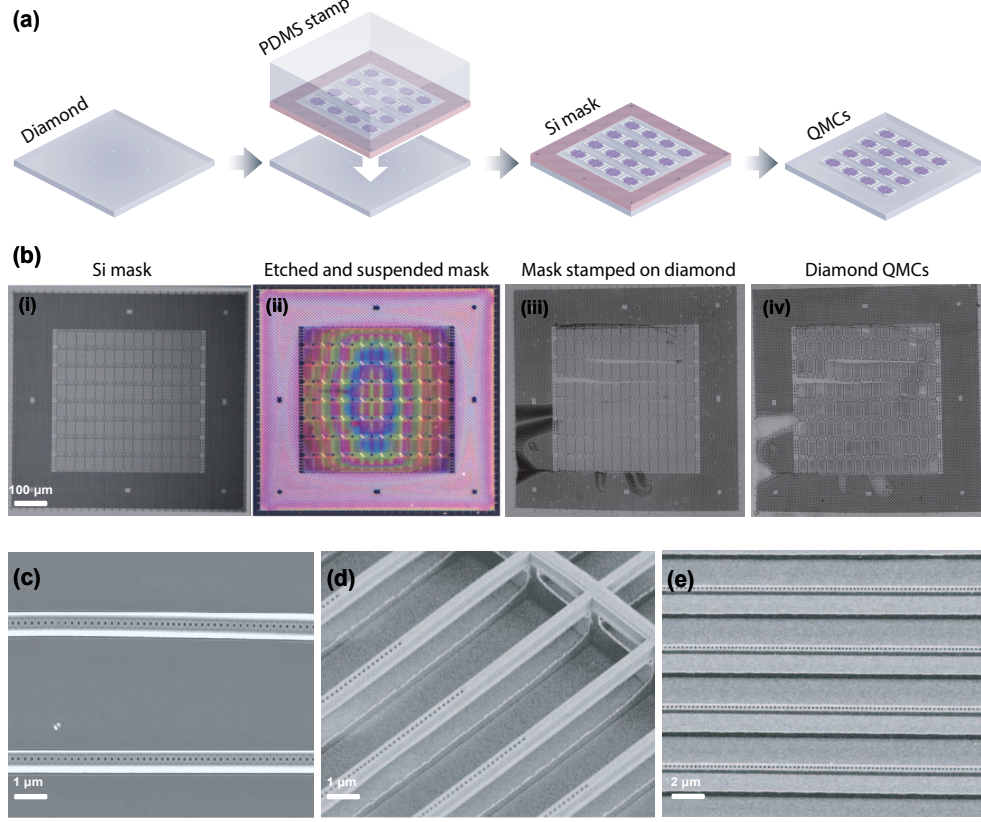 (a)
Diamond
PDMS stamp
Si mask
QMCs
(b)
Si mask
Etched and suspended mask
Mask stamped on diamond
Diamond QMCs
(i)
(ii)
(iii)
(iv)
100 µm
(c)
(d)
(e)
1 µm
1 µm
2 µm